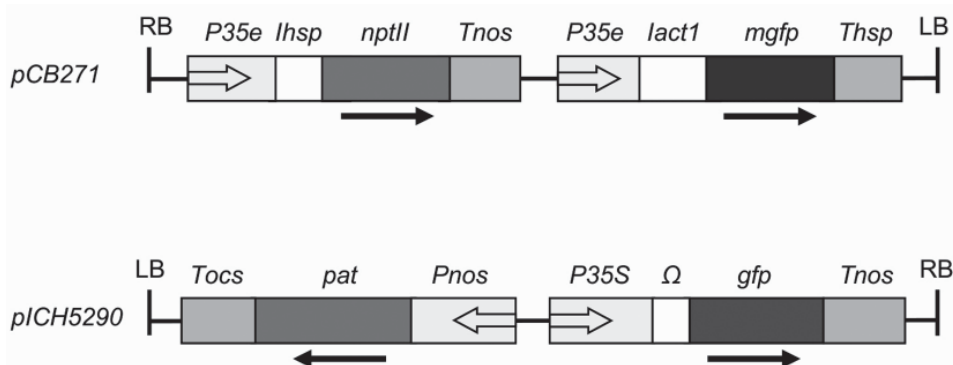 RB P35e Ihsp nptII Tnos P35e Iact1 mgfp Thsp LB
pCB271
LB Tocs pat Pnos P35S Ω gfp Tnos RB
pICH5290